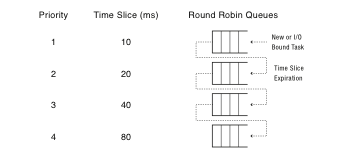 Priority Time Slice (ms) Round Robin Queues
1 10 New or I/O
Bound Task
2 20 Time Slice
Expiration
3 40
4 80